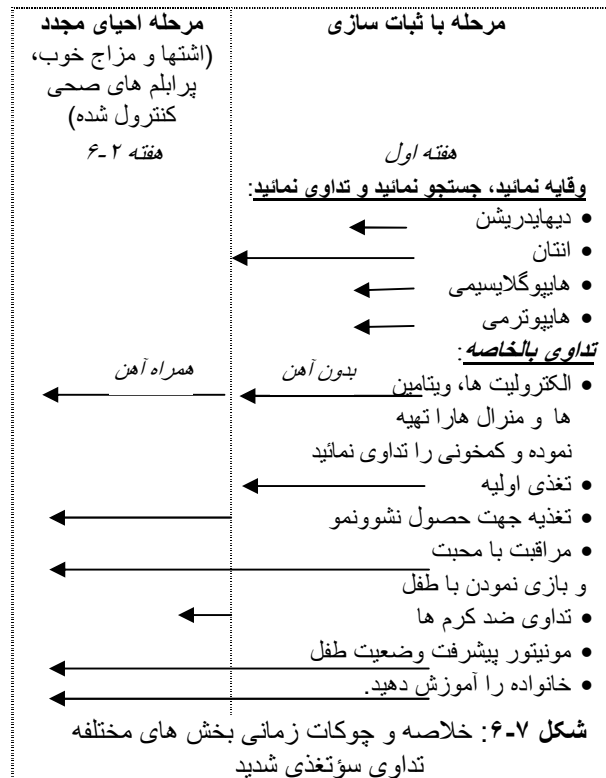 مرحله با ثبات سازی
مرحله احیای مجدد
(اشتها و مزاج خوب،
پرابلم های صحی
کنترول شده)
هفته اول
هفته ۲-۶
وقایه نمائید، جستجو نمائید و تداوی نمائید:
• دیهایدریشن
• انتان
• هایپوگلایسیمی
• هایپوترمی
تداوی بالخاصه:
بدون آهن
همراه آهن
• الکترولیت ها، ویتامین
ها و منرال هارا تهیه
نموده و کمخونی را تداوی نمائید
• تغذی اولیه
• تغذیه جهت حصول نشوونمو
• مراقبت با محبت
و بازی نمودن با طفل
• تداوی ضد کرم ها
• مونیتور پیشرفت وضعیت طفل
• خانواده را آموزش دهید.
شکل ۷-۶: خلاصه و چوکات زمانی بخش های مختلفه
تداوی سؤتغذی شدید